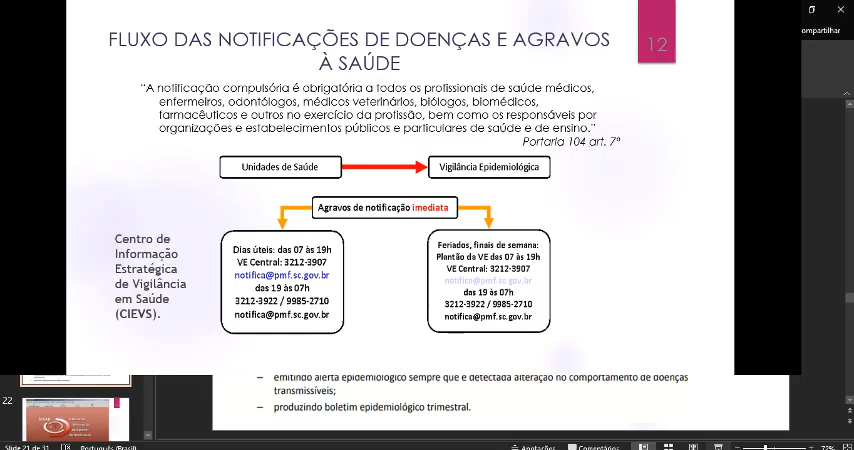 ompartilhar
FLUXO DAS NOTIFICAÇÕES DE DOENÇAS E AGRAVOS
À SAÚDE
12
"A notificação compulsória é obrigatória a todos os profissionais de saúde médicos,
enfermeiros, odontólogos, médicos veterinários, biólogos, biomédicos,
farmacêuticos e outros no exercício da profissão, bem como os responsáveis por
organizações e estabelecimentos públicos e particulares de saúde e de ensino."
Portaria 104 art. 7º
Unidades de Saúde
Vigilância Epidemiológica
Agravos de notificação imediata
Centro de
Informação
Estratégica
de Vigilância
em Saúde
(CIEVS).
Dias úteis: das 07 às 19h
VE Central: 3212-3907
notifica@pmf.sc.gov.br
das 19 às 07h
3212-3922 / 9985-2710
notifica@pmf.sc.gov.br
Feriados, finais de semana:
Plantão da VE das 07 às 19h
VE Central: 3212-3907
notifica@pmf.sc.gov.br
das 19 às 07h
3212-3922 / 9985-2710
notifica@pmf.sc.gov.br
– emitindo alerta epidemiológico sempre que é detectada alteração no comportamento de doenças
transmissíveis;
– produzindo boletim epidemiológico trimestral.
22
Slide 21 de 31
Português (Brasil)
Anotações
Comentários
72%